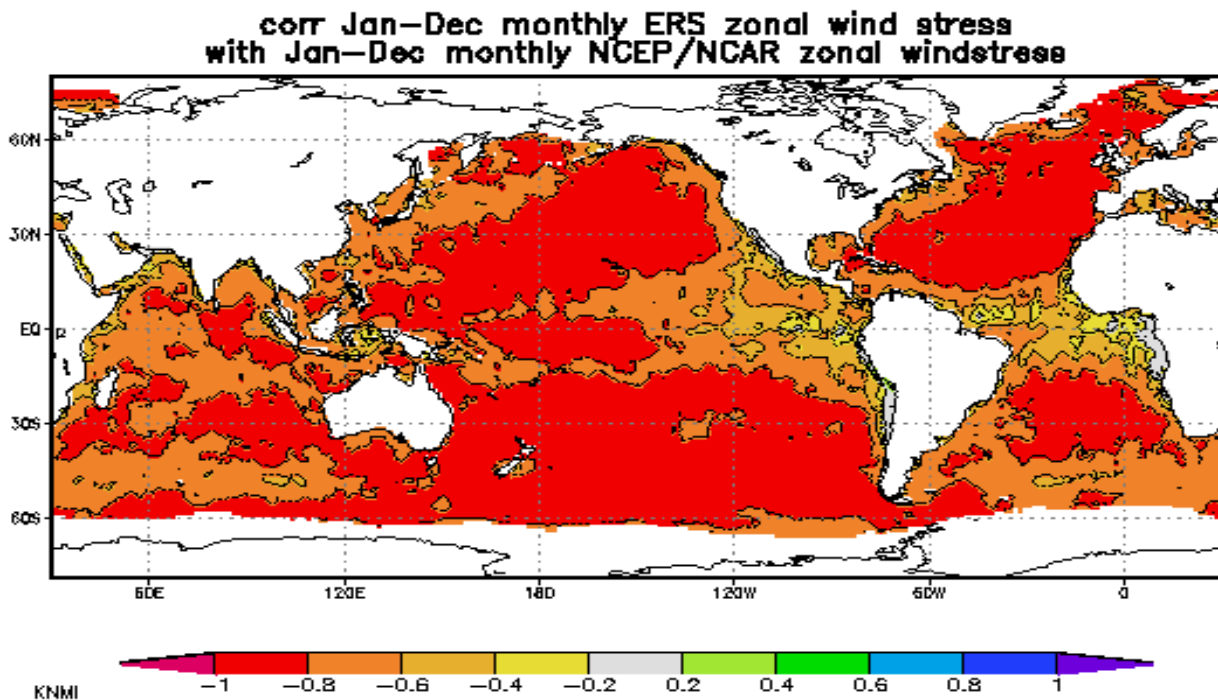 corr Jan-Dec monthly ERS zonal wind stress
with Jan-Dec monthly NCEP/NCAR zonal windstress
60N
30N
EQ
30S
60S
60E 120E 180 120W 60W 0
-1 -0.8 -0.6 -0.4 -0.2 0.2 0.4 0.6 0.8 1
KNMI